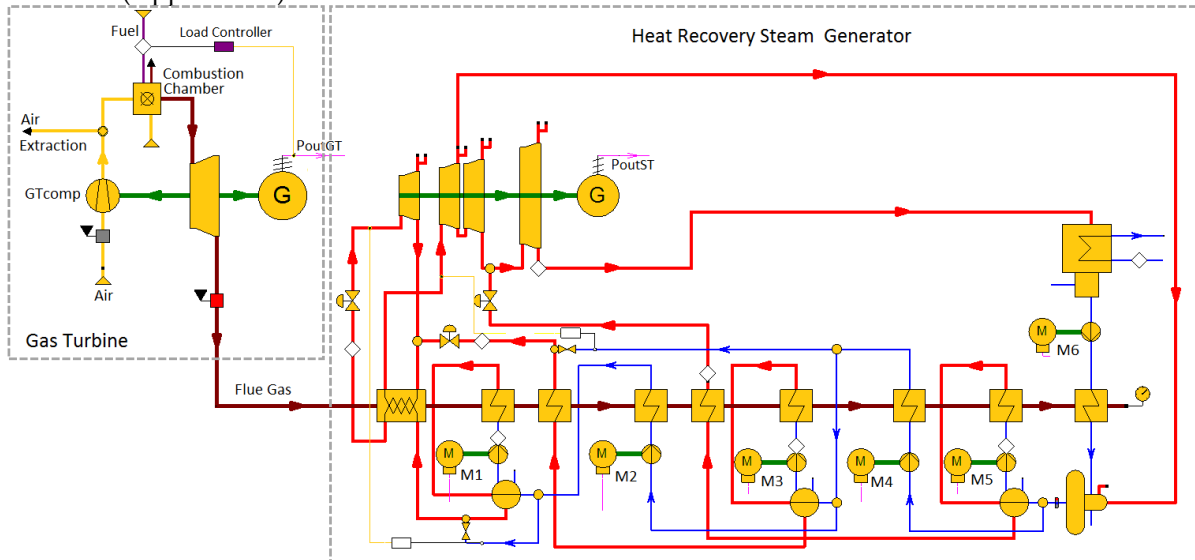 Fuel
Load Controller
Combustion
Chamber
Air
Extraction
PoutGT
GTcomp
G
Air
Gas Turbine
Heat Recovery Steam Generator
PoutST
G
Flue Gas
M
M1
M
M2
M
M3
M
M4
M
M5
M
M6